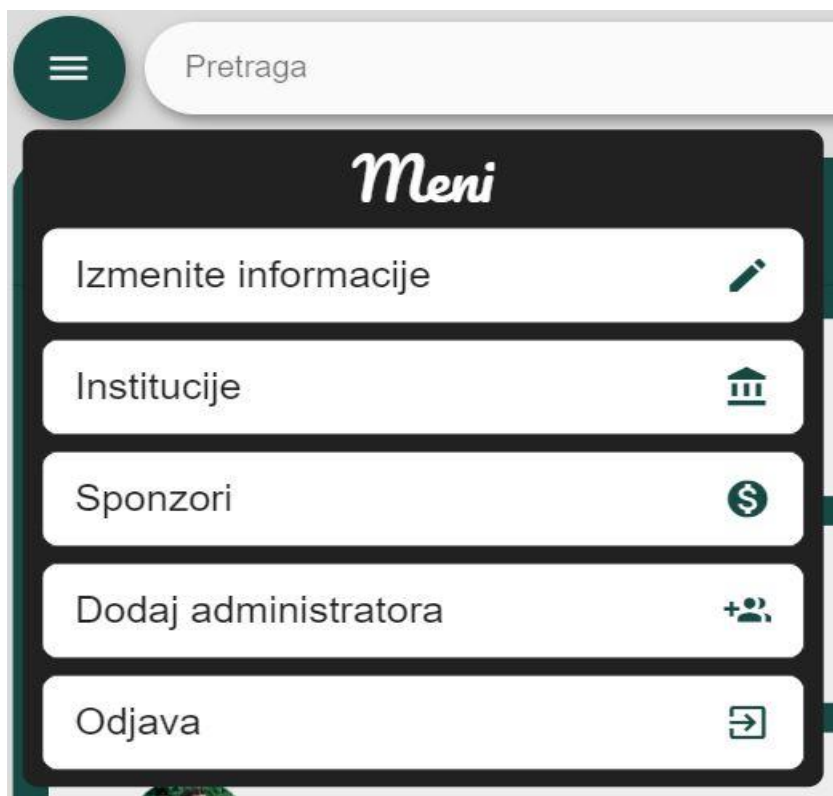 Pretraga
Meni
Izmenite informacije
Institucije
Sponzori
Dodaj administratora
Odjava